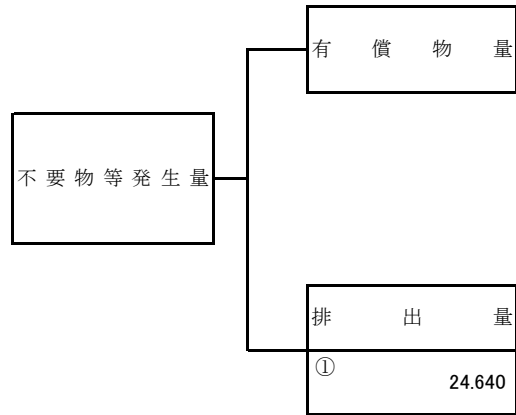 有償物量
不要物等発生量
排出量
①
24.640